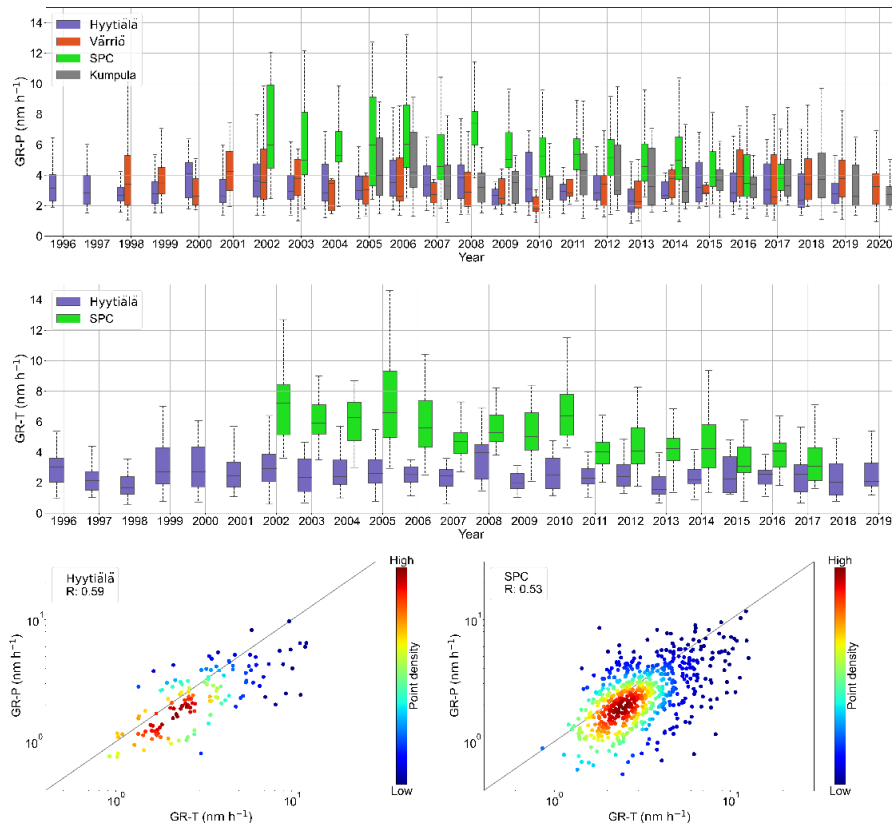 14
12
10
8
6
4
2
0
GR-P (nm h⁻¹)
Hyytiälä
Värriö
SPC
Kumpula
1996 1997 1998 1999 2000 2001 2002 2003 2004 2005 2006 2007 2008 2009 2010 2011 2012 2013 2014 2015 2016 2017 2018 2019 2020
Year
14
12
10
8
6
4
2
0
GR-T (nm h⁻¹)
Hyytiälä
SPC
1996 1997 1998 1999 2000 2001 2002 2003 2004 2005 2006 2007 2008 2009 2010 2011 2012 2013 2014 2015 2016 2017 2018 2019
Year
Hyytiälä
R: 0.59
10¹
10⁰
GR-P (nm h⁻¹)
10⁰ 10¹
GR-T (nm h⁻¹)
High
Point density
Low
SPC
R: 0.53
10¹
10⁰
GR-P (nm h⁻¹)
10⁰ 10¹
GR-T (nm h⁻¹)
High
Point density
Low